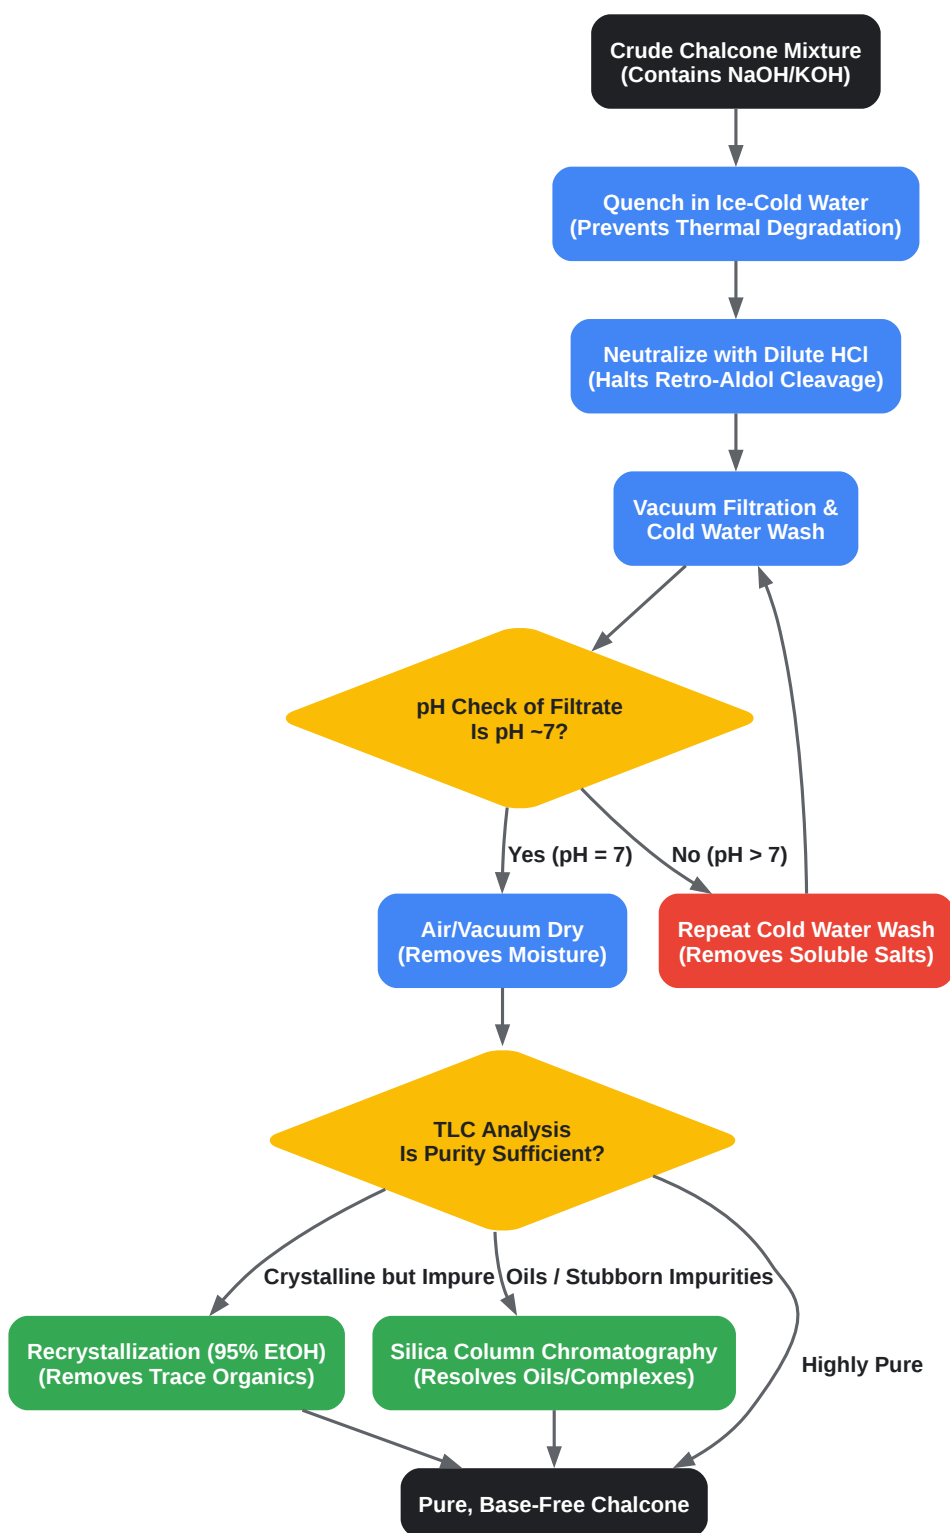 Crude Chalcone Mixture
(Contains NaOH/KOH)
Quench in Ice-Cold Water
(Prevents Thermal Degradation)
Neutralize with Dilute HCl
(Halts Retro-Aldol Cleavage)
Vacuum Filtration &
Cold Water Wash
pH Check of Filtrate
Is pH ~7?
Yes (pH = 7)
No (pH > 7)
Air/Vacuum Dry
(Removes Moisture)
Repeat Cold Water Wash
(Removes Soluble Salts)
TLC Analysis
Is Purity Sufficient?
Crystalline but Impure
Oils / Stubborn Impurities
Highly Pure
Recrystallization (95% EtOH)
(Removes Trace Organics)
Silica Column Chromatography
(Resolves Oils/Complexes)
Pure, Base-Free Chalcone